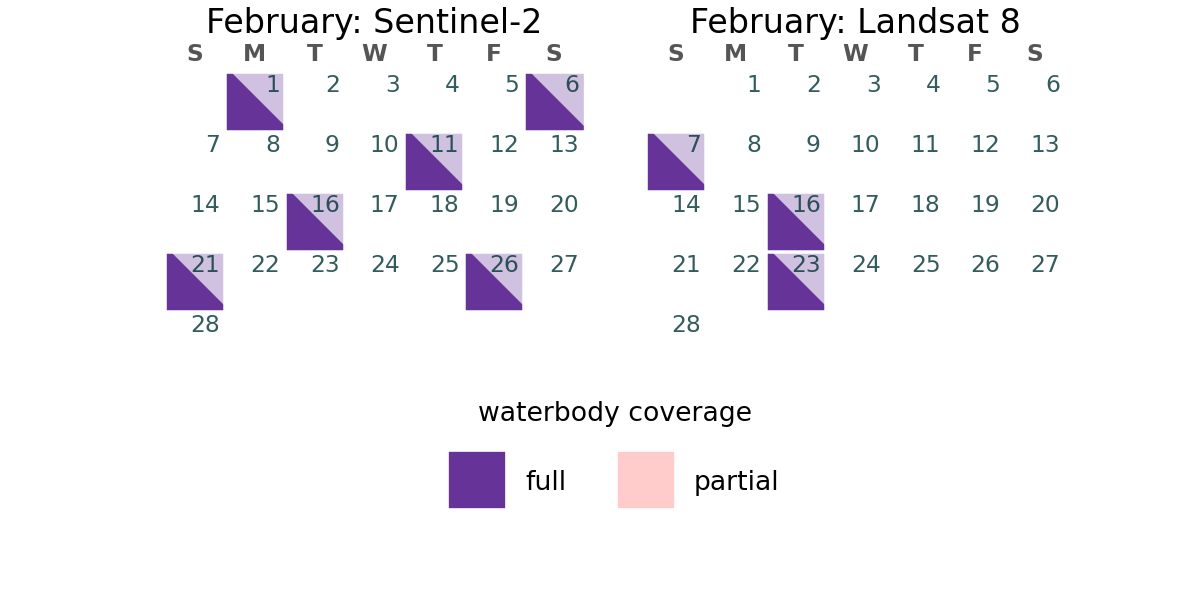 February: Sentinel-2
S M T W T F S
1 2 3 4 5 6
7 8 9 10 11 12 13
14 15 16 17 18 19 20
21 22 23 24 25 26 27
28
February: Landsat 8
S M T W T F S
1 2 3 4 5 6
7 8 9 10 11 12 13
14 15 16 17 18 19 20
21 22 23 24 25 26 27
28
waterbody coverage
full partial